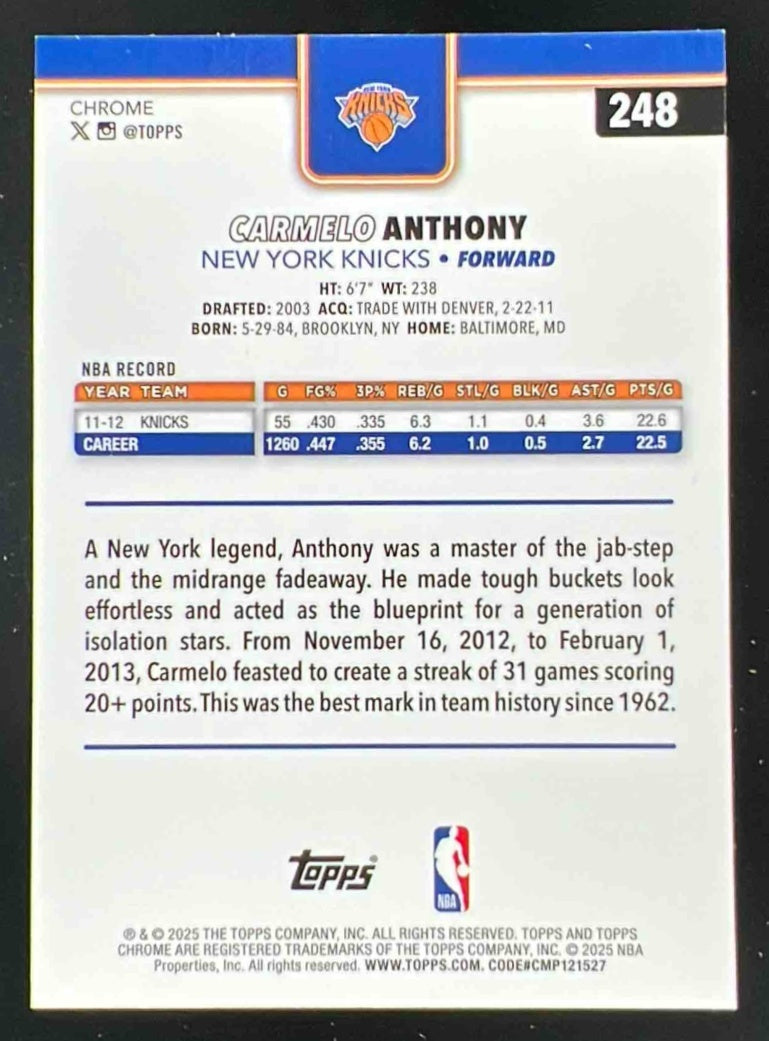 CHROME
X @TOPPS
NEW YORK KNICKS
248
CARMELO ANTHONY
NEW YORK KNICKS • FORWARD
HT: 6'7" WT: 238
DRAFTED: 2003 ACQ: TRADE WITH DENVER, 2-22-11
BORN: 5-29-84, BROOKLYN, NY HOME: BALTIMORE, MD
NBA RECORD
YEAR TEAM G FG% 3P% REB/G STL/G BLK/G AST/G PTS/G
11-12 KNICKS 55 .430 .335 6.3 1.1 0.4 3.6 22.6
CAREER 1260 .447 .355 6.2 1.0 0.5 2.7 22.5
A New York legend, Anthony was a master of the jab-step
and the midrange fadeaway. He made tough buckets look
effortless and acted as the blueprint for a generation of
isolation stars. From November 16, 2012, to February 1,
2013, Carmelo feasted to create a streak of 31 games scoring
20+ points. This was the best mark in team history since 1962.
Topps®
NBA
® & © 2025 THE TOPPS COMPANY, INC. ALL RIGHTS RESERVED. TOPPS AND TOPPS
CHROME ARE REGISTERED TRADEMARKS OF THE TOPPS COMPANY, INC. © 2025 NBA
Properties, Inc. All rights reserved. WWW.TOPPS.COM. CODE#CMP121527